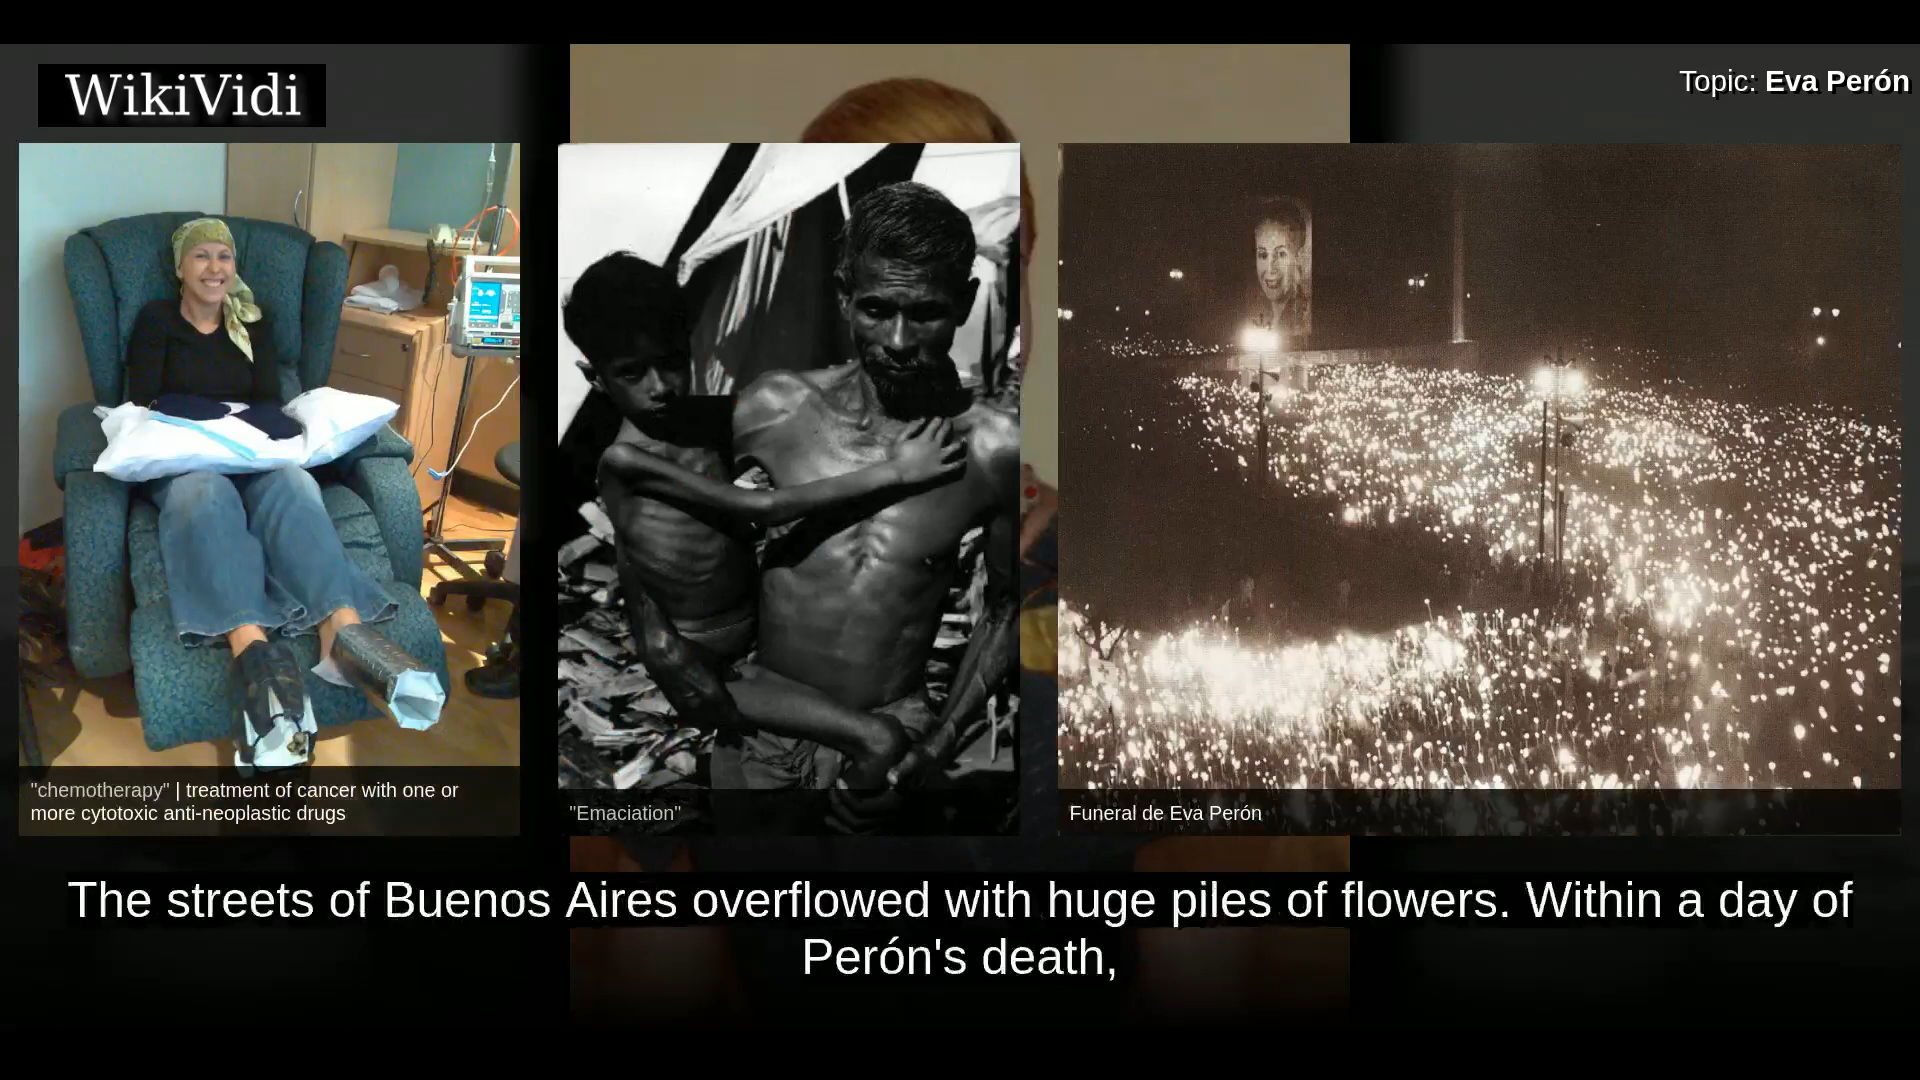 WikiVidi
Topic: Eva Perón
"chemotherapy" | treatment of cancer with one or
more cytotoxic anti-neoplastic drugs
"Emaciation"
Funeral de Eva Perón
The streets of Buenos Aires overflowed with huge piles of flowers. Within a day of
Perón's death,